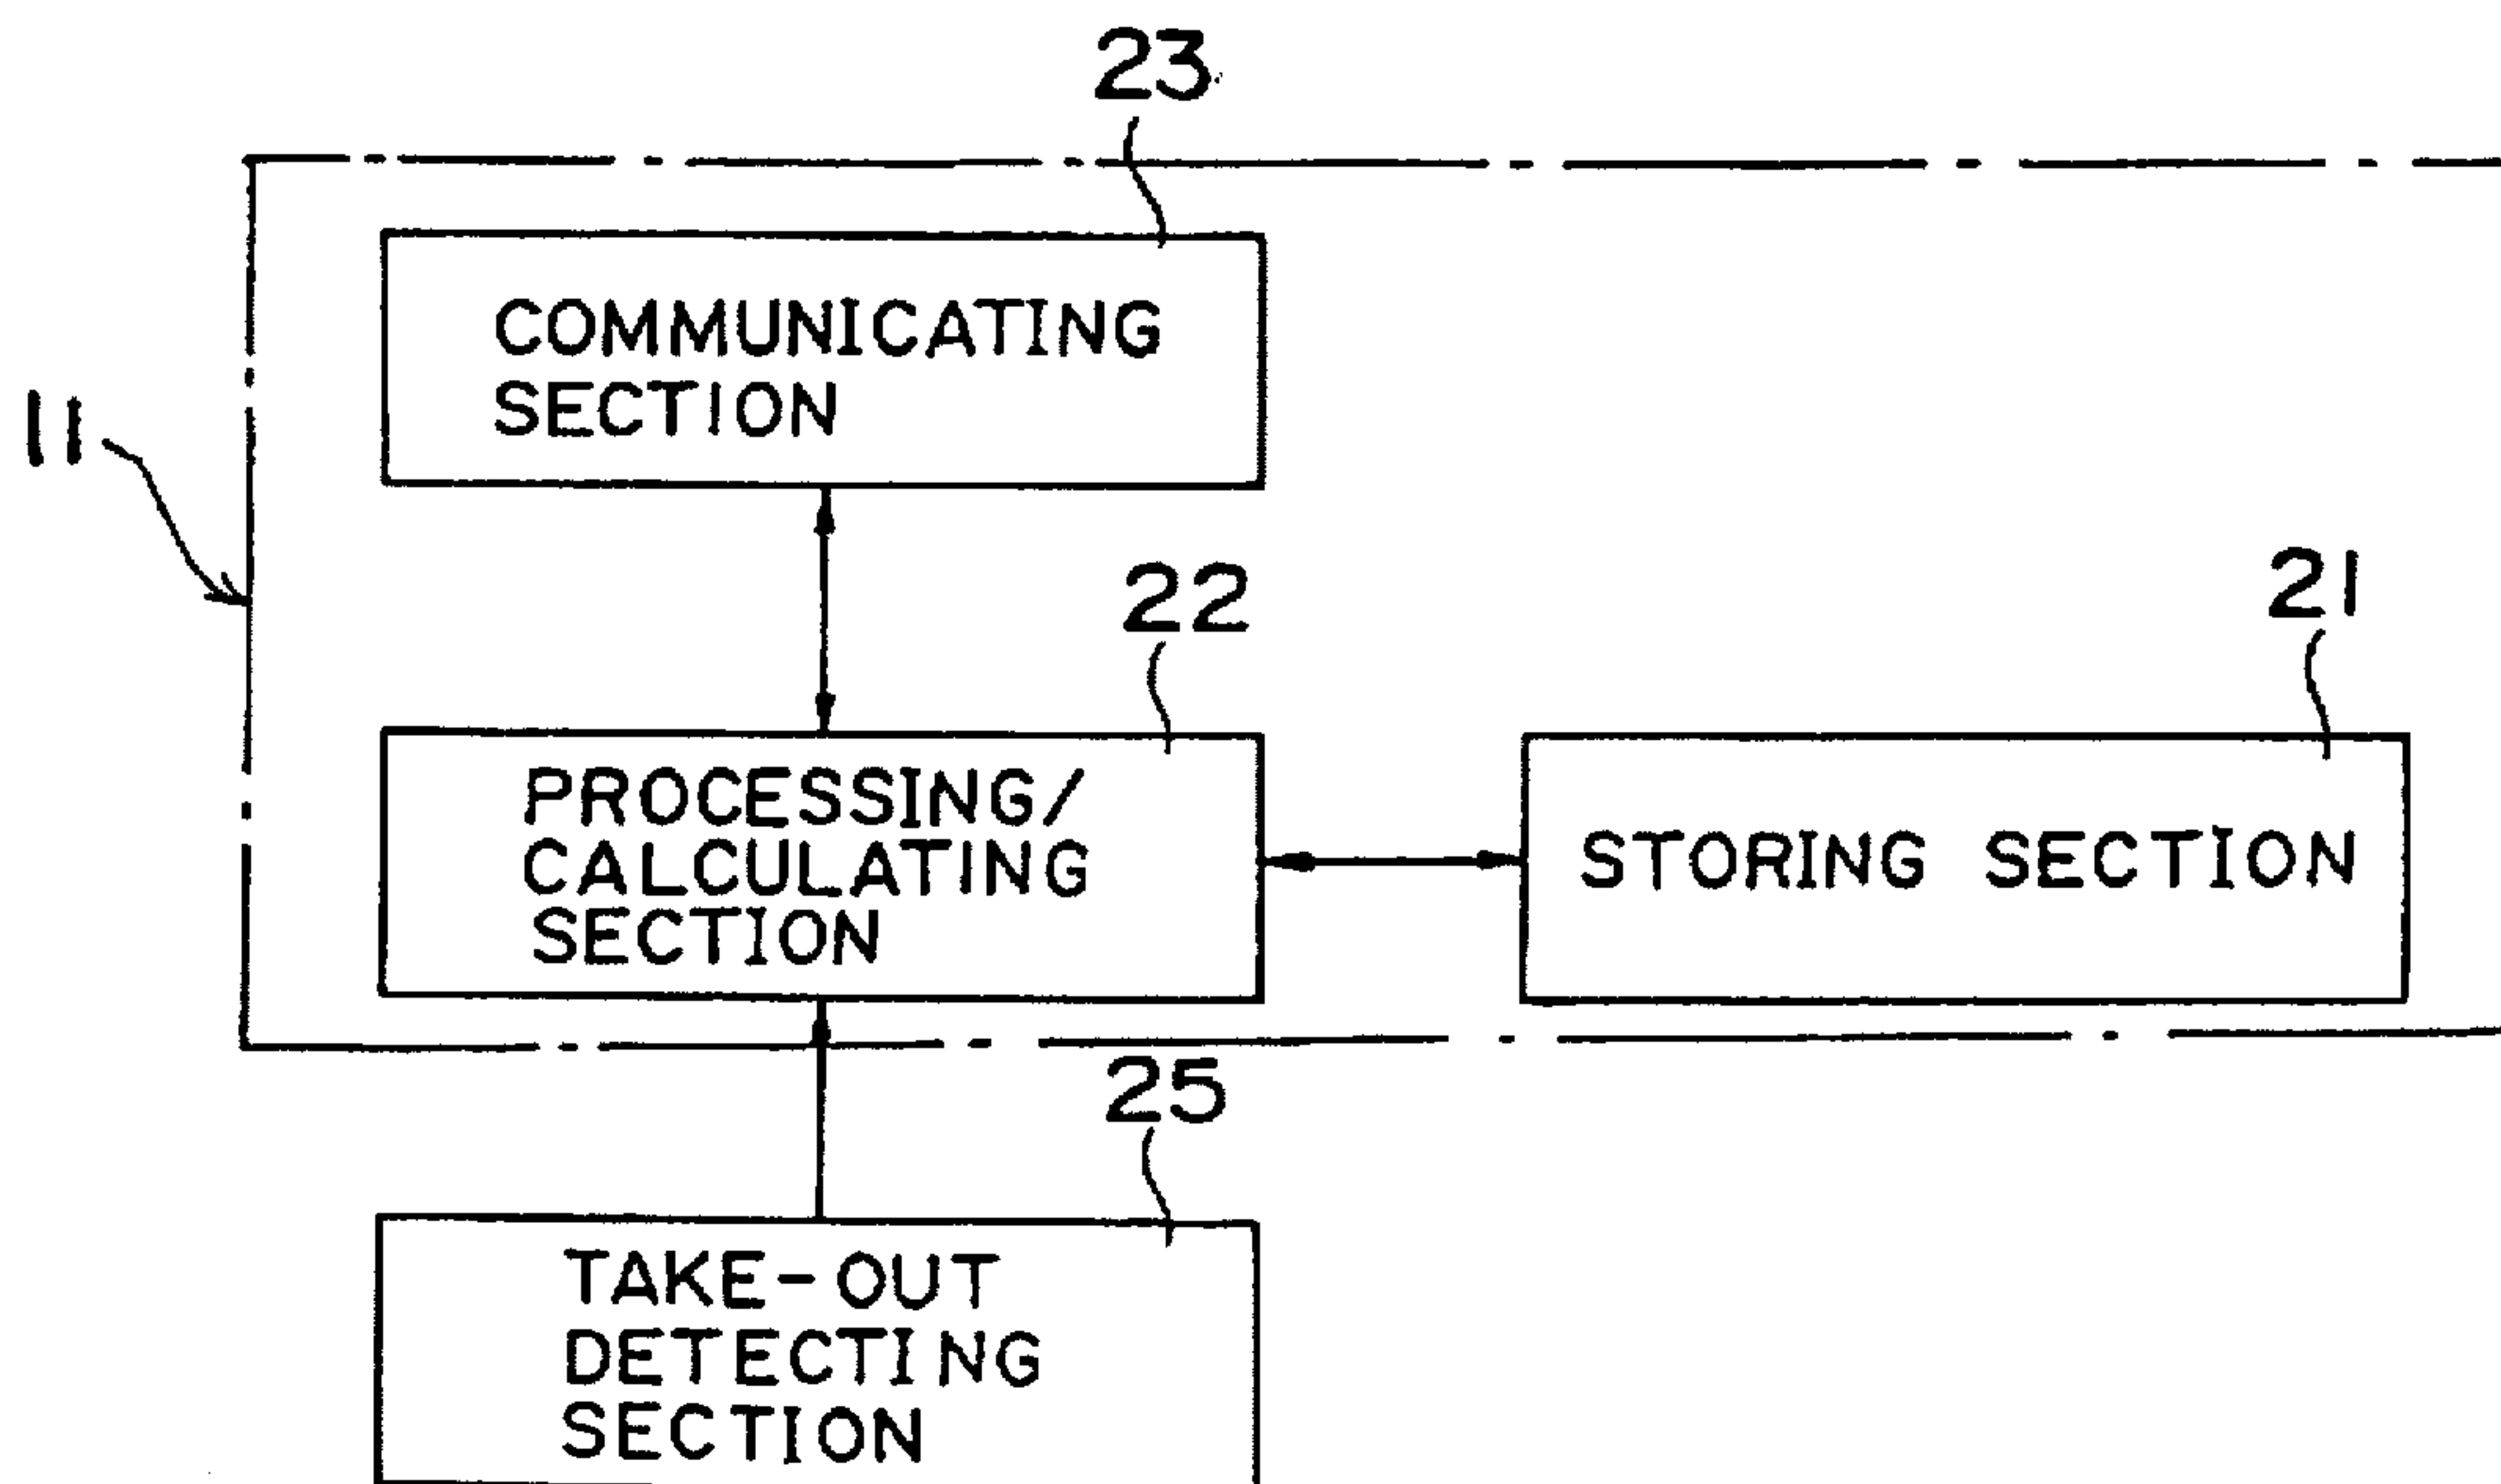 23
COMMUNICATING
SECTION
11
22
21
PROCESSING/
CALCULATING
SECTION
STORING SECTION
25
TAKE-OUT
DETECTING
SECTION